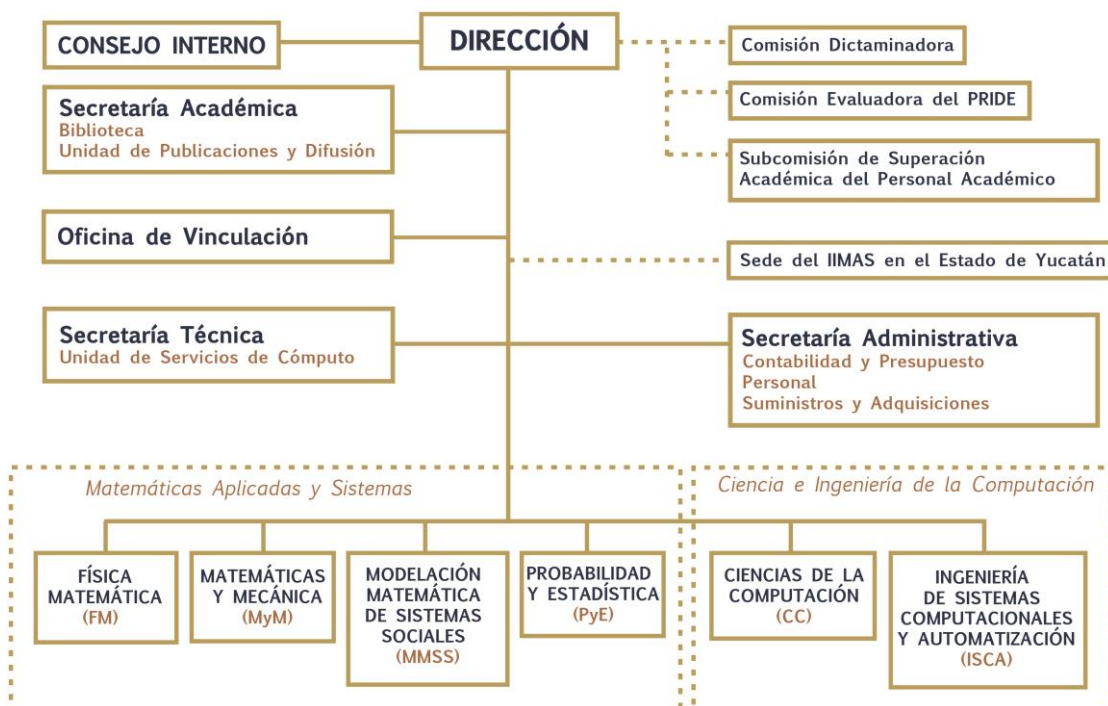 CONSEJO INTERNO
DIRECCIÓN
Comisión Dictaminadora
Comisión Evaluadora del PRIDE
Subcomisión de Superación
Académica del Personal Académico
Secretaría Académica
Biblioteca
Unidad de Publicaciones y Difusión
Oficina de Vinculación
Sede del IIMAS en el Estado de Yucatán
Secretaría Técnica
Unidad de Servicios de Cómputo
Secretaría Administrativa
Contabilidad y Presupuesto
Personal
Suministros y Adquisiciones
Matemáticas Aplicadas y Sistemas
FÍSICA
MATEMÁTICA
(FM)
MATEMÁTICAS
Y MECÁNICA
(MyM)
MODELACIÓN
MATEMÁTICA
DE SISTEMAS
SOCIALES
(MMSS)
PROBABILIDAD
Y ESTADÍSTICA
(PyE)
Ciencia e Ingeniería de la Computación
CIENCIAS DE LA
COMPUTACIÓN
(CC)
INGENIERÍA
DE SISTEMAS
COMPUTACIONALES
Y AUTOMATIZACIÓN
(ISCA)